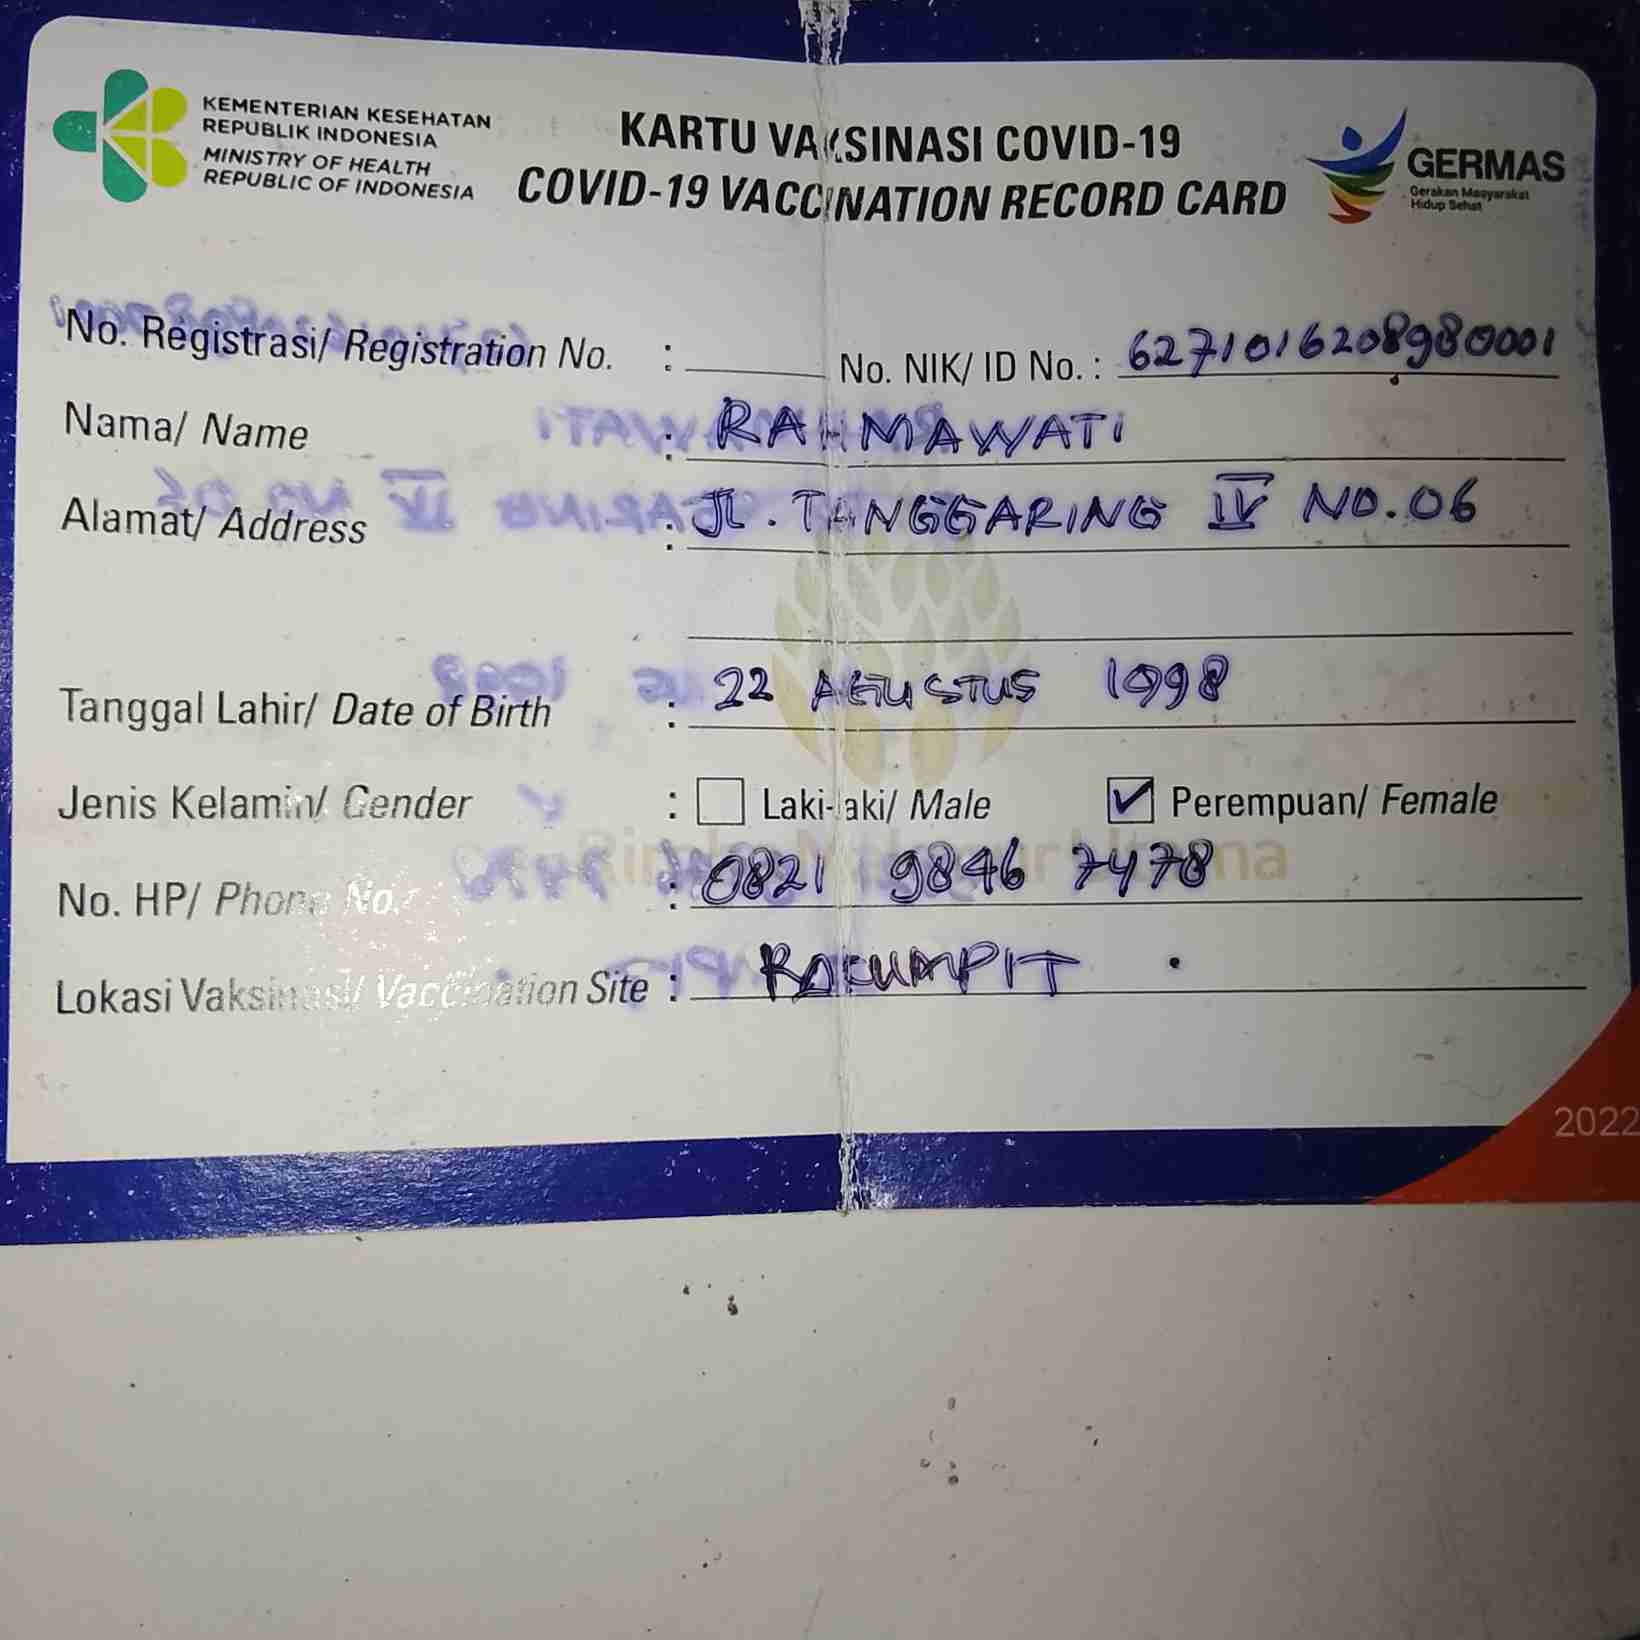 KEMENTERIAN KESEHATAN
REPUBLIK INDONESIA
MINISTRY OF HEALTH
REPUBLIC OF INDONESIA
KARTU VAKSINASI COVID-19
COVID-19 VACCINATION RECORD CARD
GERMAS
Gerakan Masyarakat
Hidup Sehat
No. Registrasi/ Registration No. : No. NIK/ ID No. : 6271016208980001
Nama/ Name : RAHMAWATI
Alamat/ Address : Jl. TANGGARING IV NO.06
Tanggal Lahir/ Date of Birth : 22 AGUSTUS 1998
Jenis Kelamin/ Gender : Laki-laki/ Male ✓ Perempuan/ Female
No. HP/ Phone No. : 0821 9846 7478
Lokasi Vaksinasi/ Vaccination Site : RAKUMPIT
2022